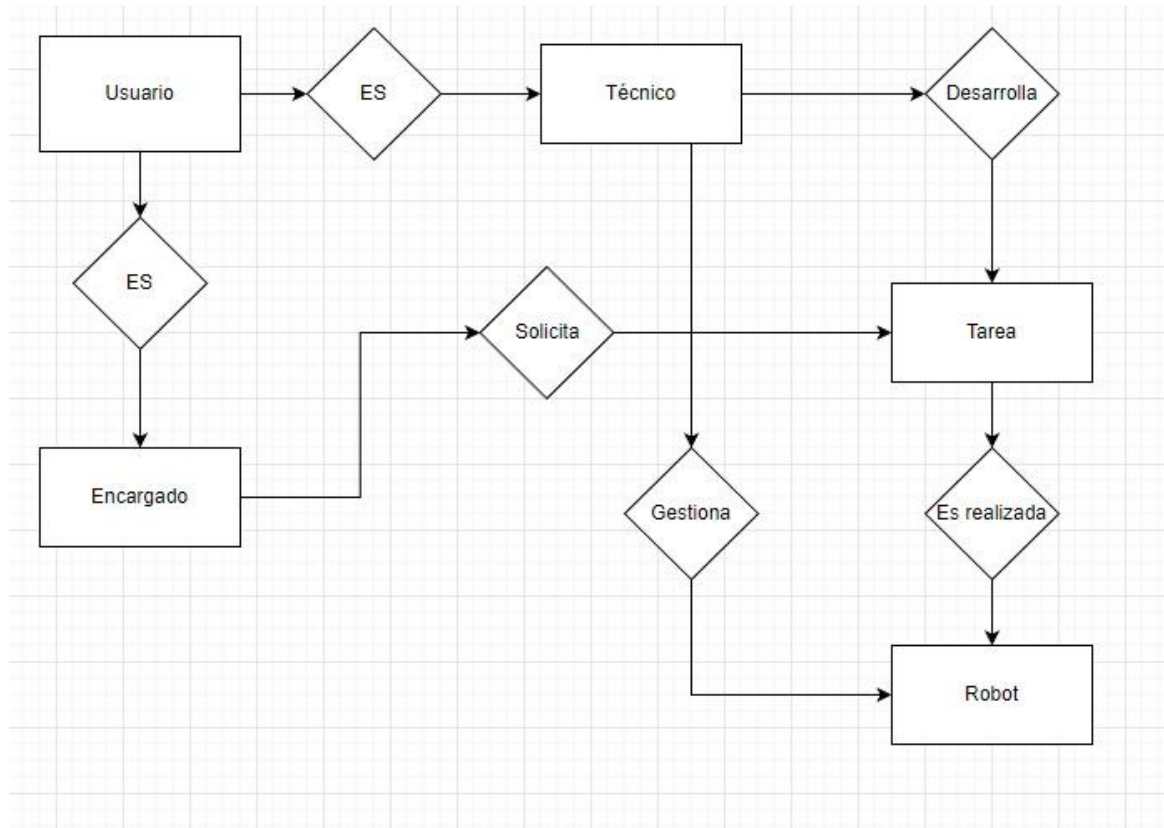 Usuario
ES
Técnico
Desarrolla
ES
Solicita
Tarea
Encargado
Gestiona
Es realizada
Robot